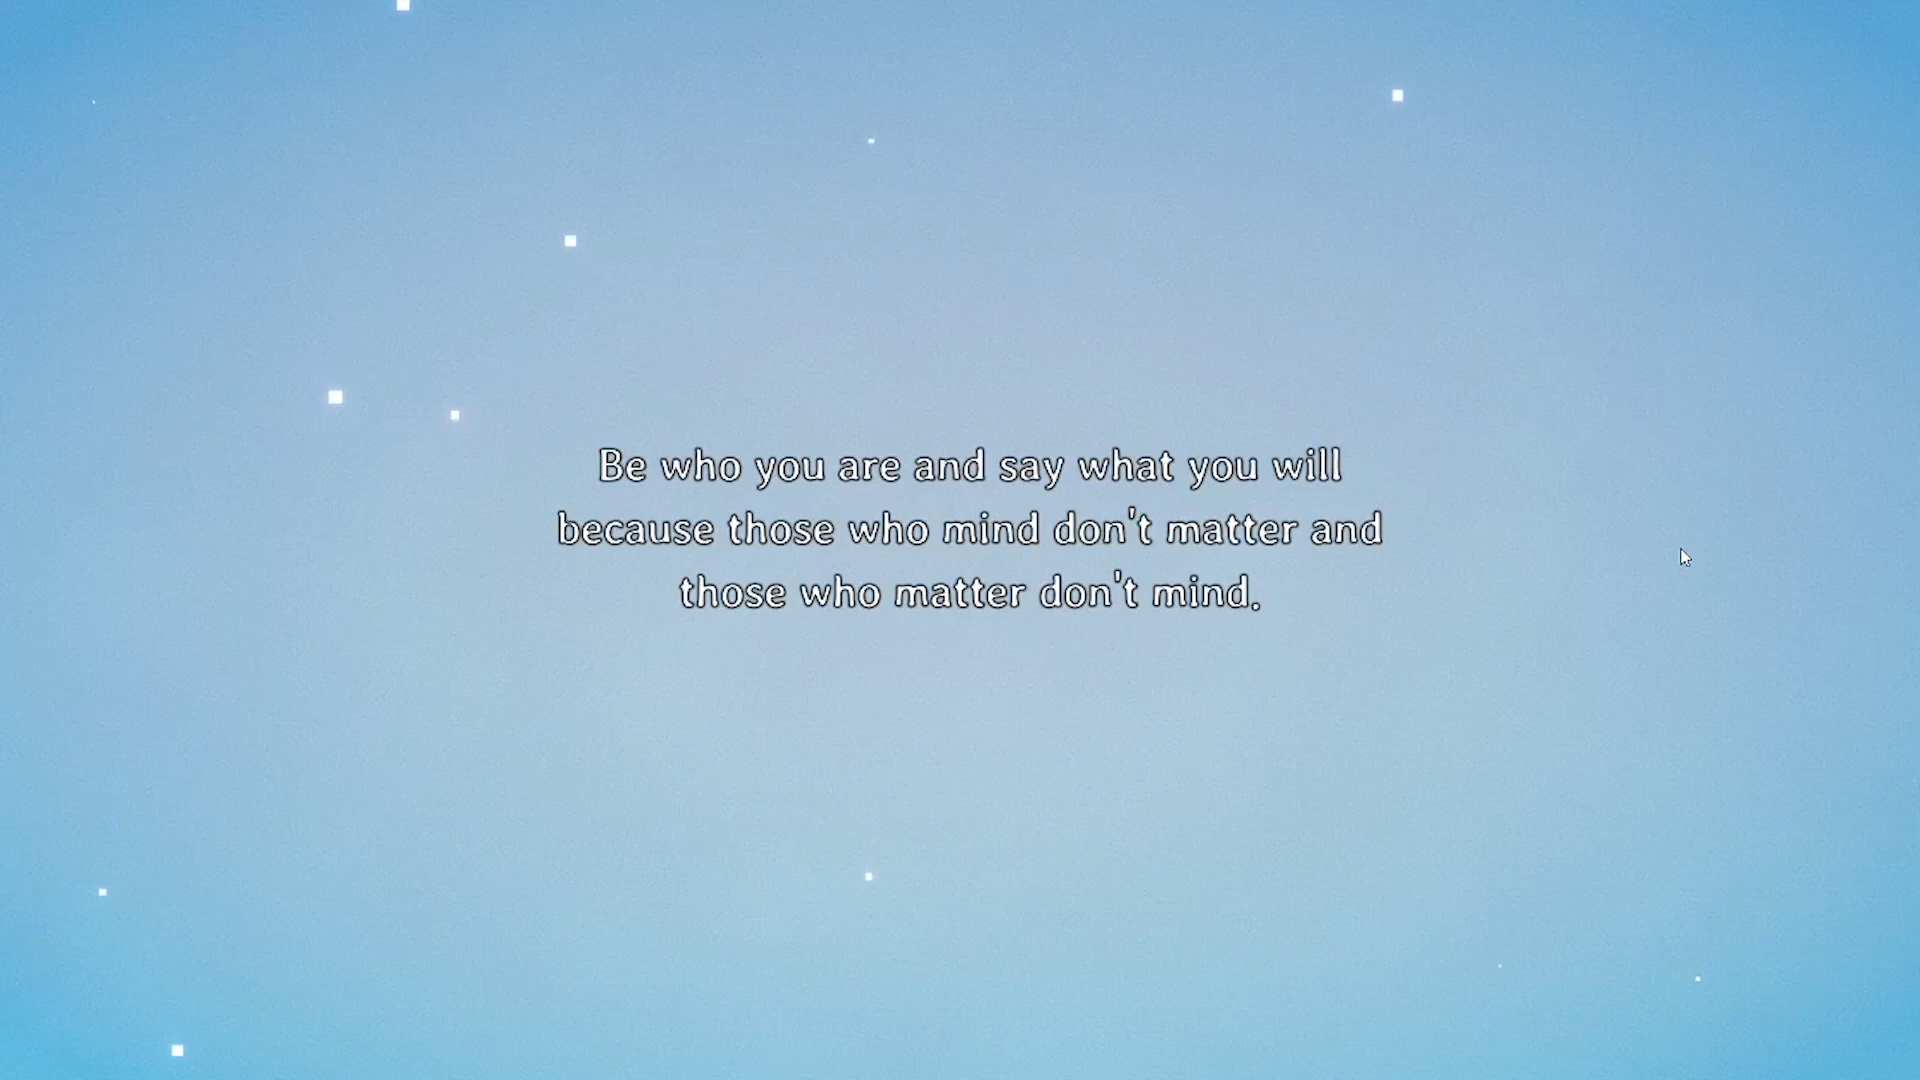 Be who you are and say what you will
because those who mind don't matter and
those who matter don't mind.